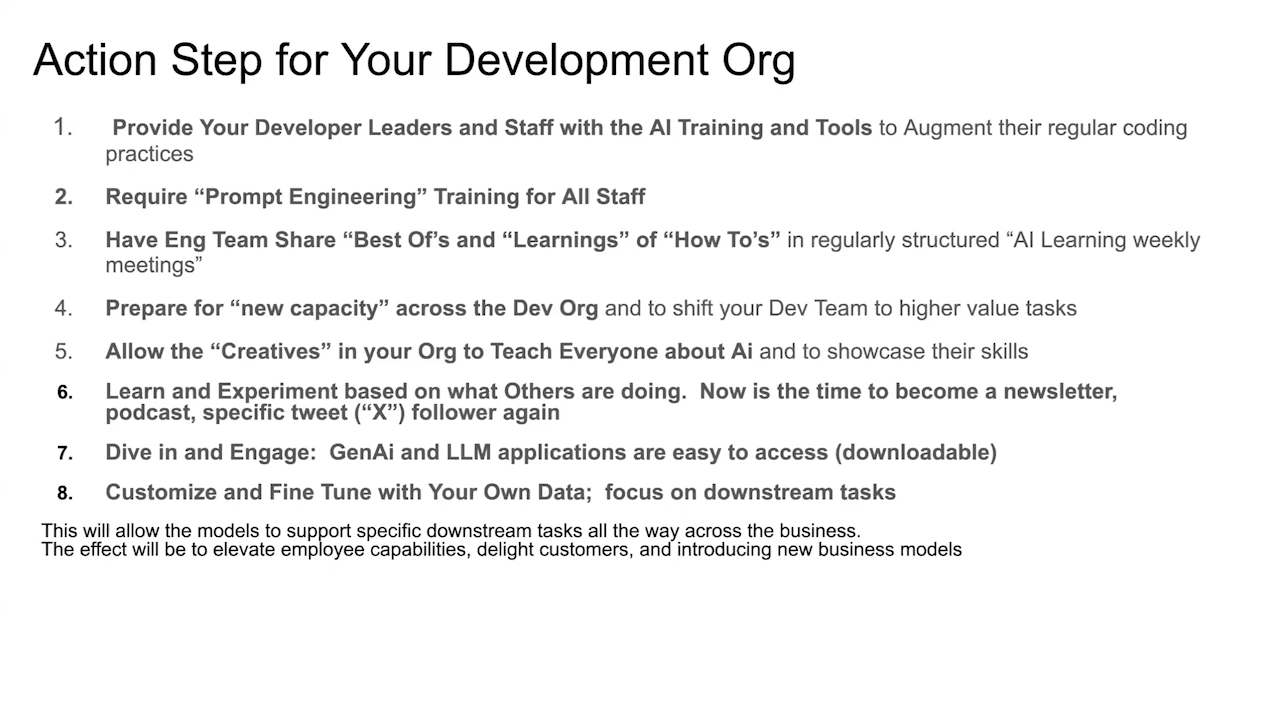 Action Step for Your Development Org
1. Provide Your Developer Leaders and Staff with the AI Training and Tools to Augment their regular coding
practices
2. Require “Prompt Engineering” Training for All Staff
3. Have Eng Team Share “Best Of’s and “Learnings” of “How To’s” in regularly structured “AI Learning weekly
meetings”
4. Prepare for “new capacity” across the Dev Org and to shift your Dev Team to higher value tasks
5. Allow the “Creatives” in your Org to Teach Everyone about Ai and to showcase their skills
6. Learn and Experiment based on what Others are doing.  Now is the time to become a newsletter,
podcast, specific tweet (“X”) follower again
7. Dive in and Engage:  GenAi and LLM applications are easy to access (downloadable)
8. Customize and Fine Tune with Your Own Data;  focus on downstream tasks
This will allow the models to support specific downstream tasks all the way across the business.
The effect will be to elevate employee capabilities, delight customers, and introducing new business models